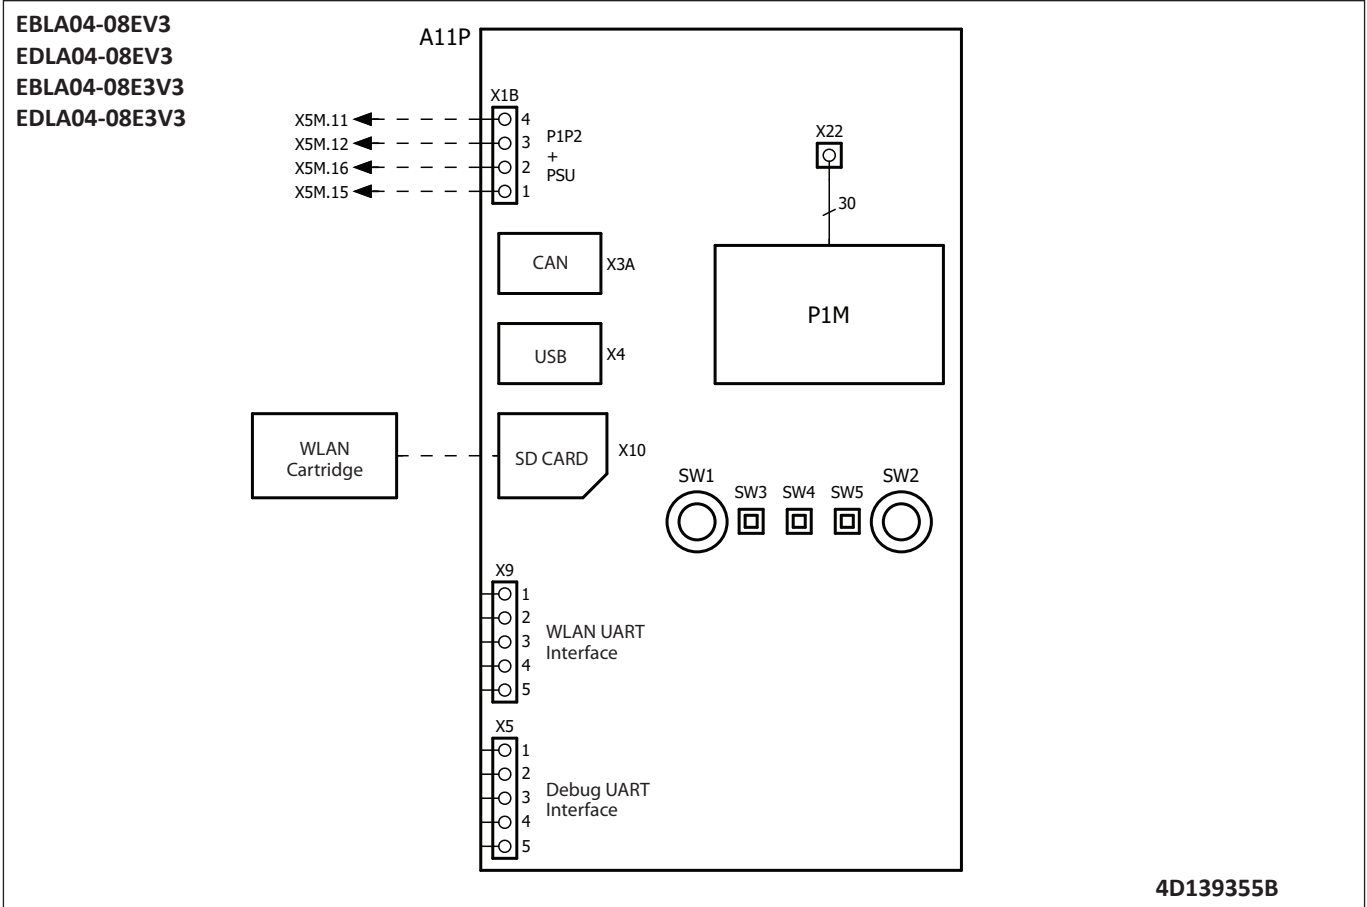 EBLA04-08EV3
EDLA04-08EV3
EBLA04-08E3V3
EDLA04-08E3V3
A11P
X1B
X5M.11
4
X5M.12
3
X5M.16
2
X5M.15
1
P1P2
+
PSU
X22
30
CAN
X3A
P1M
USB
X4
WLAN
Cartridge
SD CARD
X10
SW1
SW3
SW4
SW5
SW2
X9
1
2
3
4
5
WLAN UART
Interface
X5
1
2
3
4
5
Debug UART
Interface
4D139355B